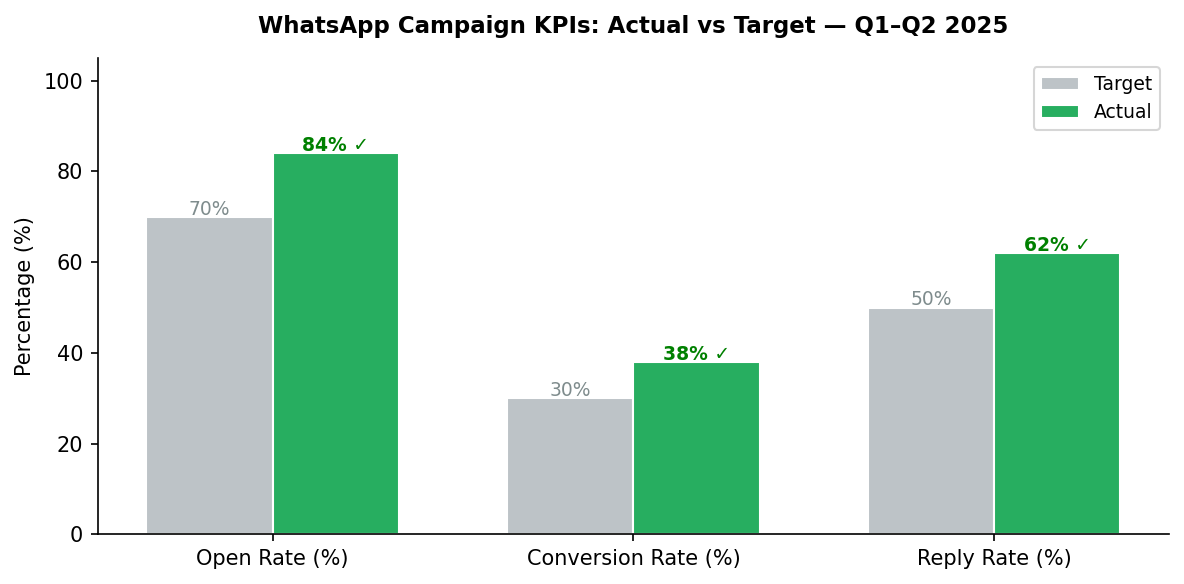 WhatsApp Campaign KPIs: Actual vs Target — Q1–Q2 2025
Target
Actual
Percentage (%)
100
80
60
40
20
0
70%
84% ✓
30%
38% ✓
50%
62% ✓
Open Rate (%)
Conversion Rate (%)
Reply Rate (%)